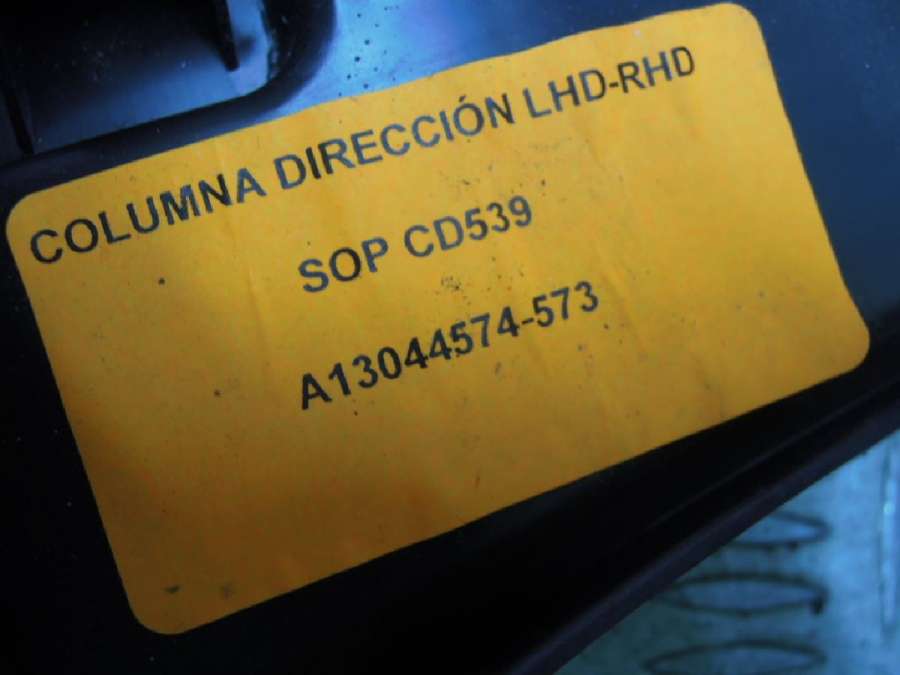 COLUMNA DIRECCIÓN LHD-RHD
SOP CD539
A13044574-573